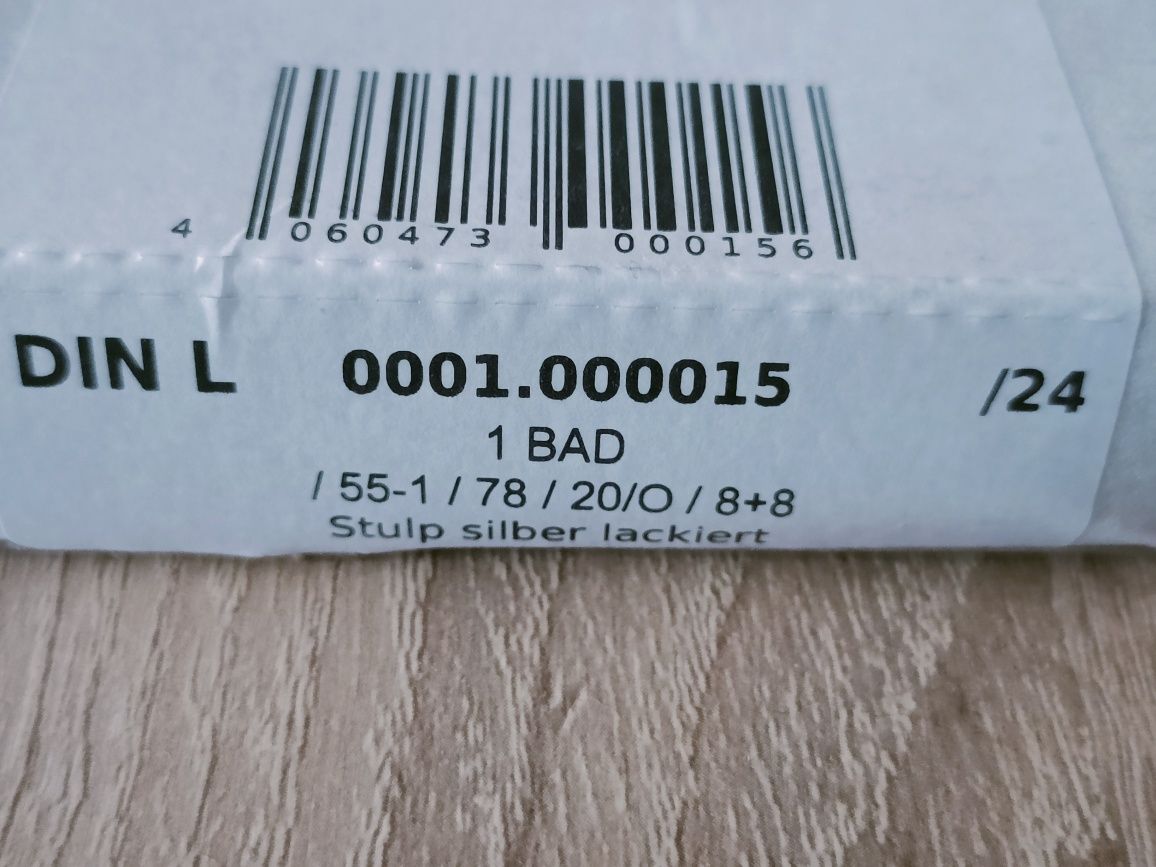 4 060473 000156
DIN L 0001.000015 /24
1 BAD
/ 55-1 / 78 / 20/O / 8+8
Stulp silber lackiert